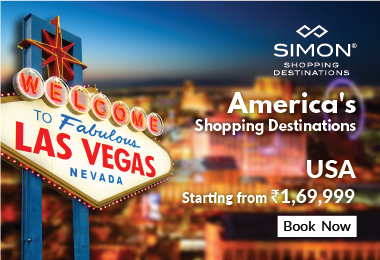 WELCOME
TO Fabulous
LAS VEGAS
NEVADA
SIMON®
SHOPPING
DESTINATIONS
America's
Shopping Destinations
USA
Starting from ₹1,69,999
Book Now